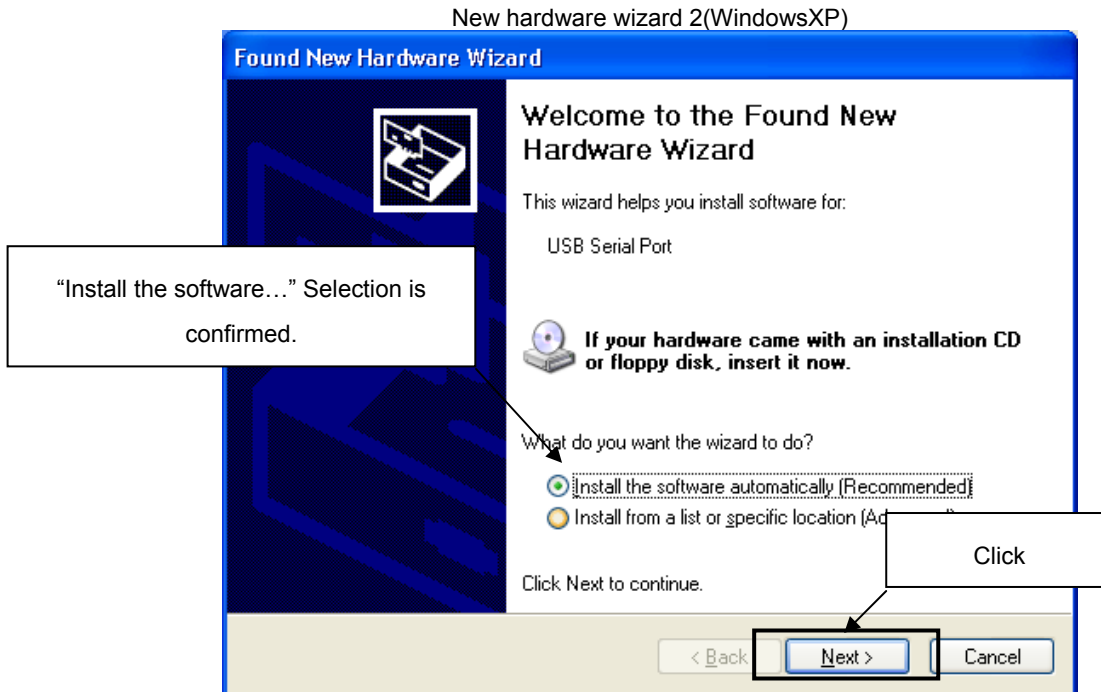 New hardware wizard 2(WindowsXP)
Found New Hardware Wizard
Welcome to the Found New
Hardware Wizard
This wizard helps you install software for:
USB Serial Port
“Install the software…” Selection is
confirmed.
If your hardware came with an installation CD
or floppy disk, insert it now.
What do you want the wizard to do?
Install the software automatically (Recommended)
Install from a list or specific location
Click
Click Next to continue.
< Back
Next >
Cancel